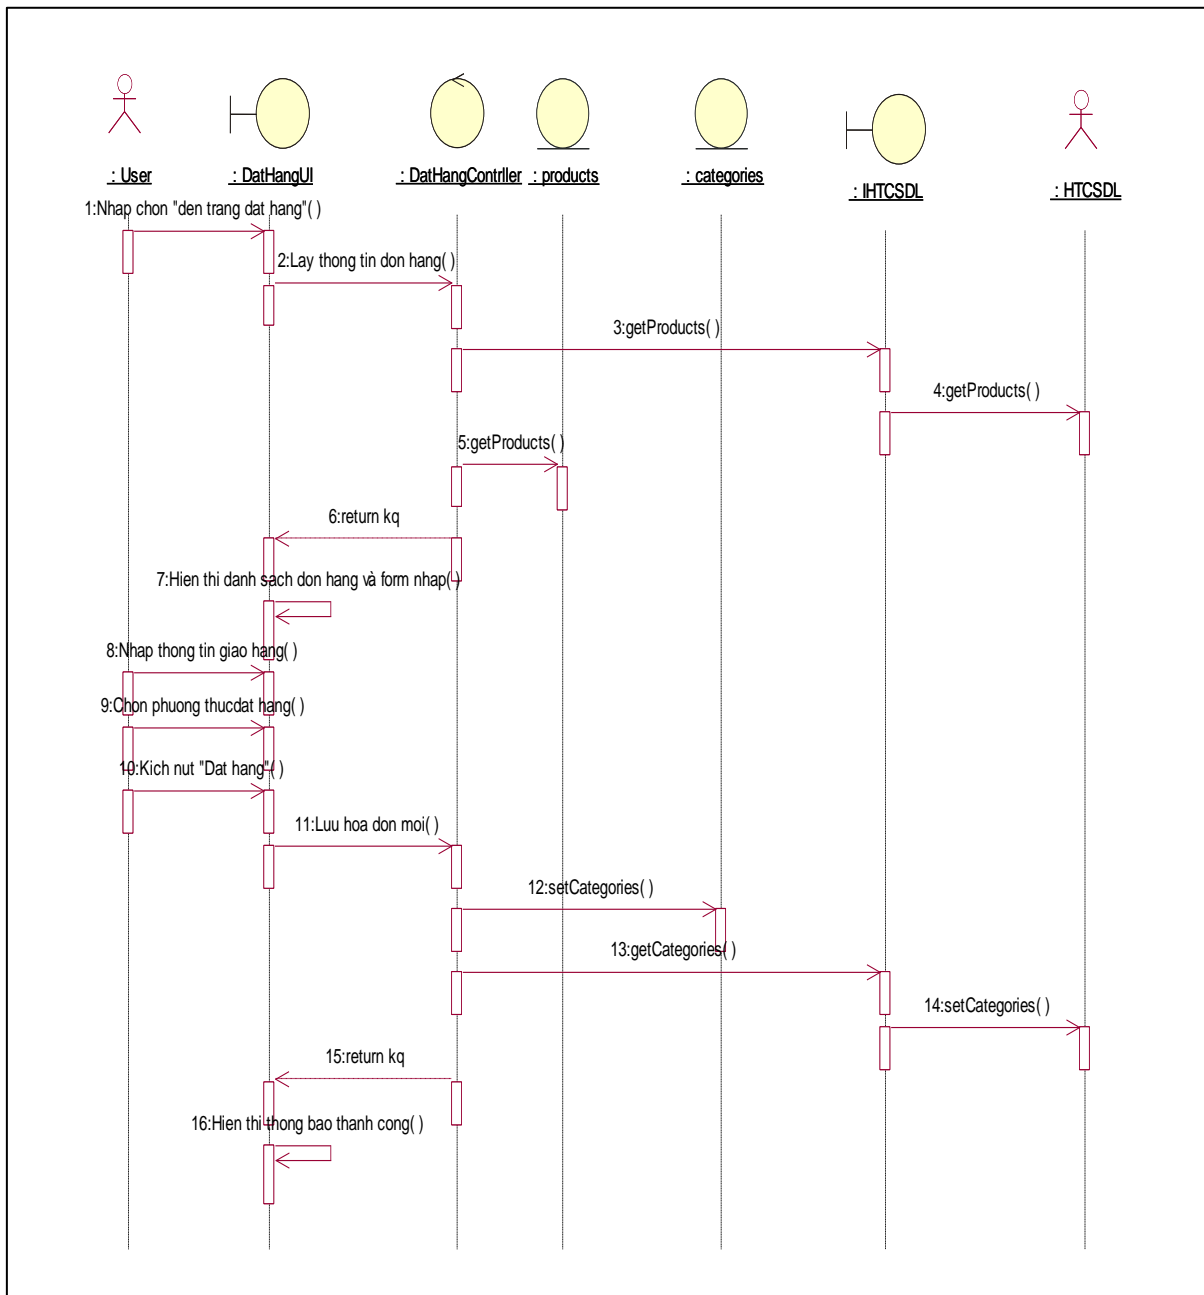 : User
: DatHangUI
: DatHangContrller
: products
: categories
: IHTCSDL
: HTCSDL
1:Nhap chon "den trang dat hang"( )
2:Lay thong tin don hang( )
3:getProducts( )
4:getProducts( )
5:getProducts( )
6:return kq
7:Hien thi danh sach don hang và form nhap( )
8:Nhap thong tin giao hang( )
9:Chon phuong thucdat hang( )
10:Kich nut "Dat hang"( )
11:Luu hoa don moi( )
12:setCategories( )
13:getCategories( )
14:setCategories( )
15:return kq
16:Hien thi thong bao thanh cong( )